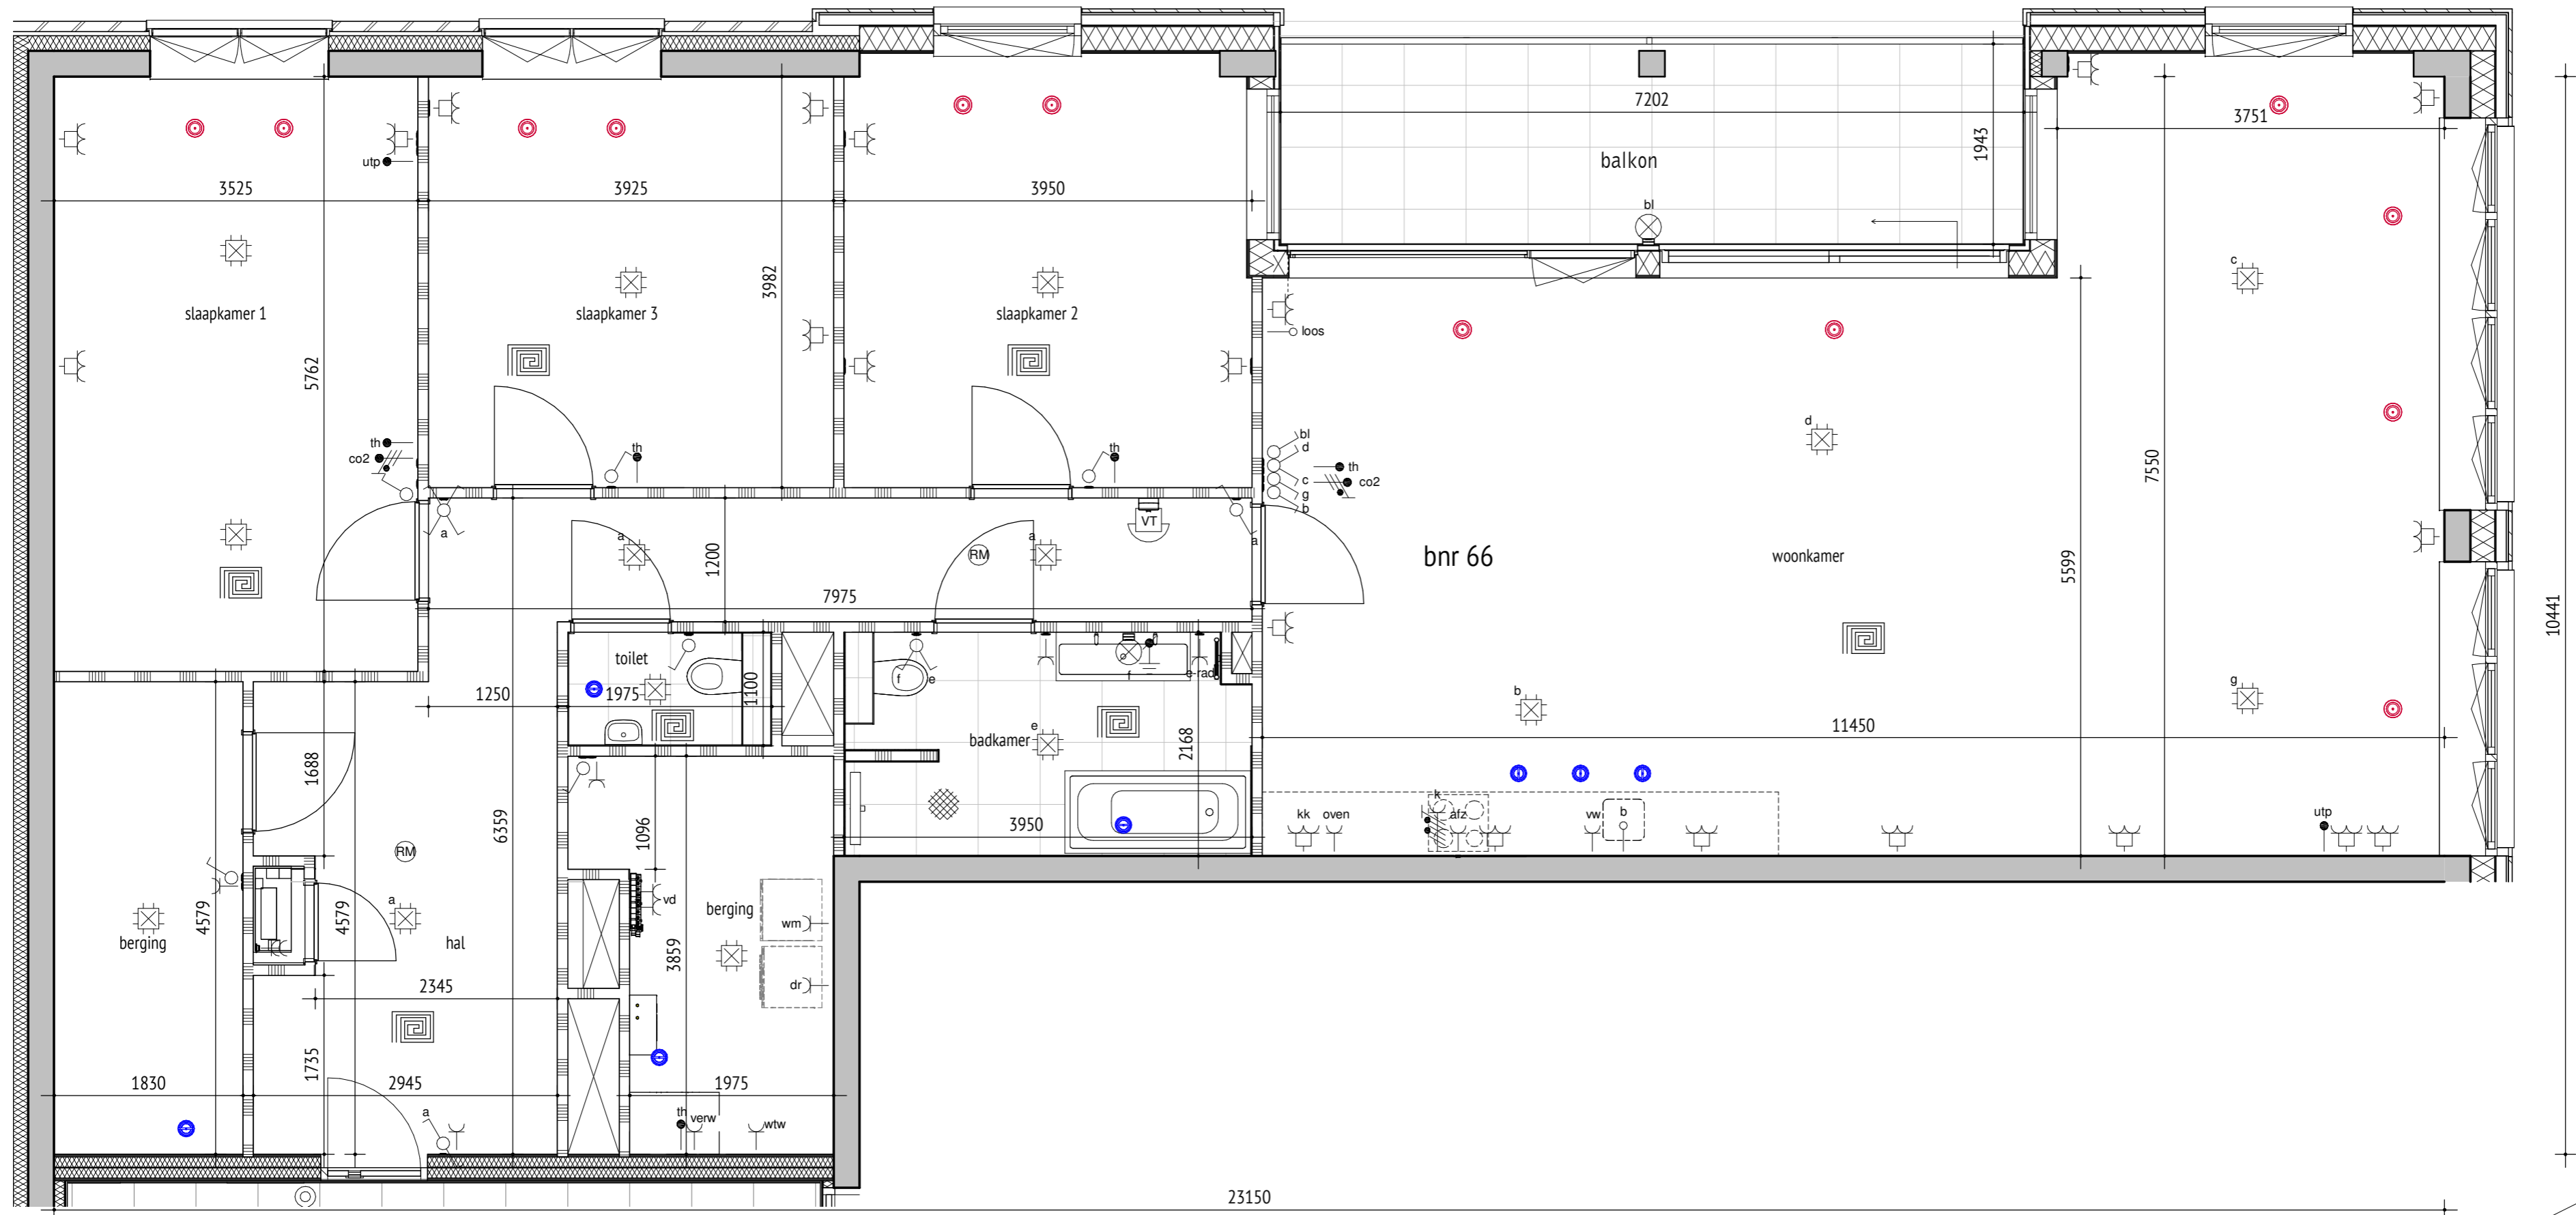 7202
3751
1943
balkon
utp
3525
3925
3950
bl
c
3982
slaapkamer 1
slaapkamer 3
slaapkamer 2
loos
5762
d
bl
d
th
co2
th
th
c
g
b
th
co2
7550
a
a
a
RM
VT
a
1200
bnr 66
woonkamer
5599
7975
10441
toilet
1250
1975
1100
f
e
f
e-rad
b
g
11450
badkamer
e
2168
1688
6359
1096
3950
kk
oven
k
afz
vw
b
utp
RM
a
4579
4579
berging
hal
vd
berging
wm
3859
dr
2345
1735
1830
2945
1975
a
th
verw
wtw
23150